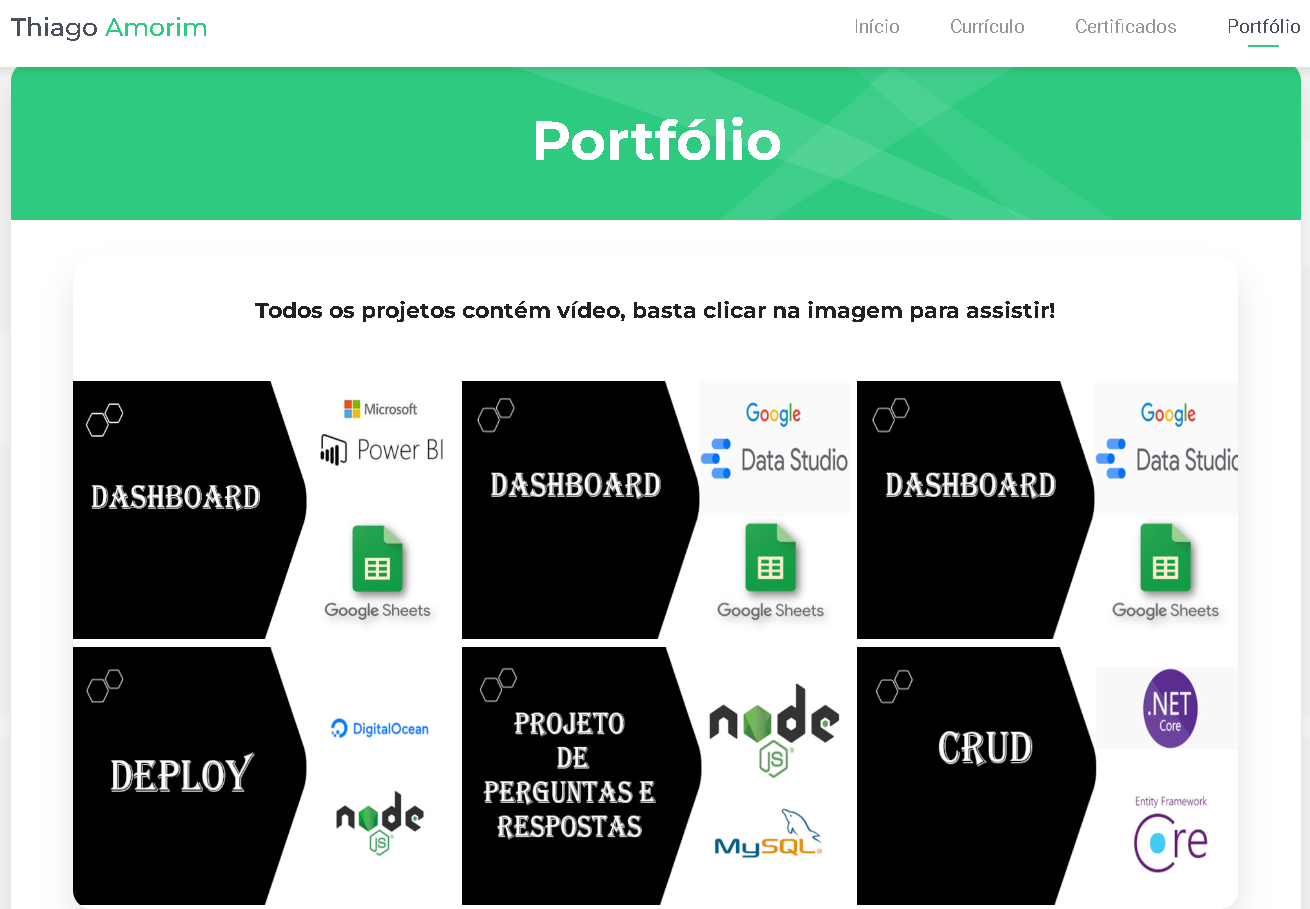 Thiago Amorim
Início Currículo Certificados Portfólio
Portfólio
Todos os projetos contém vídeo, basta clicar na imagem para assistir!
DASHBOARD
Microsoft
Power BI
Google Sheets
DASHBOARD
Google
Data Studio
Google Sheets
DASHBOARD
Google
Data Studio
Google Sheets
DEPLOY
DigitalOcean
node
JS
PROJETO
DE
PERGUNTAS E
RESPOSTAS
node
JS
MySQL
CRUD
.NET
Core
Entity Framework
Core